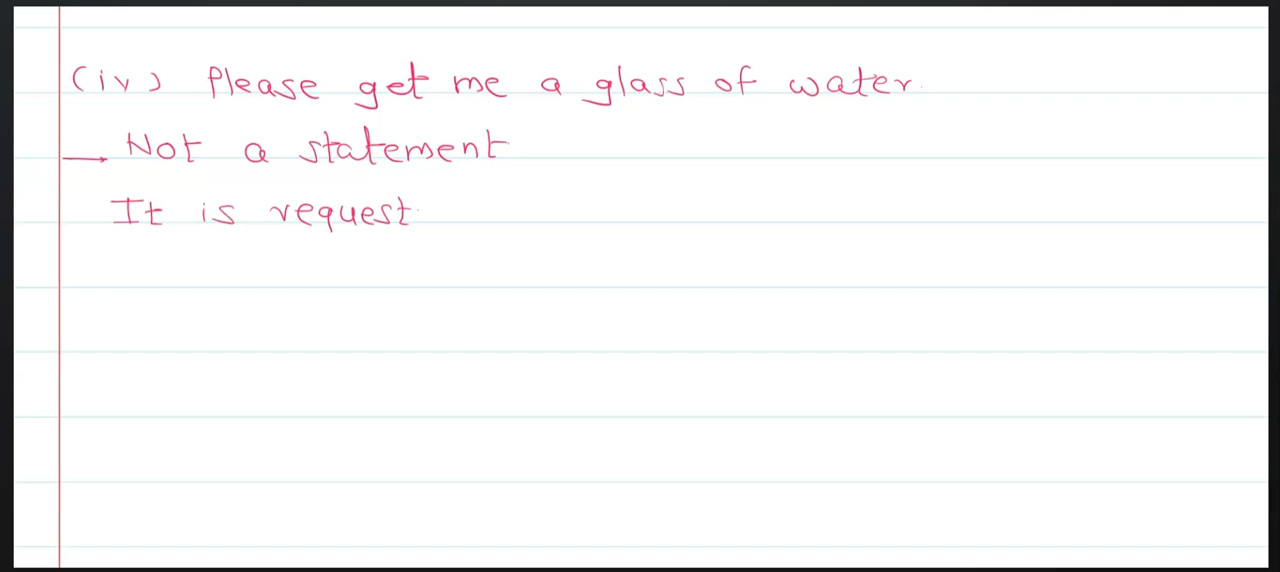 (iv) Please get me a glass of water.
→ Not a statement
It is request.